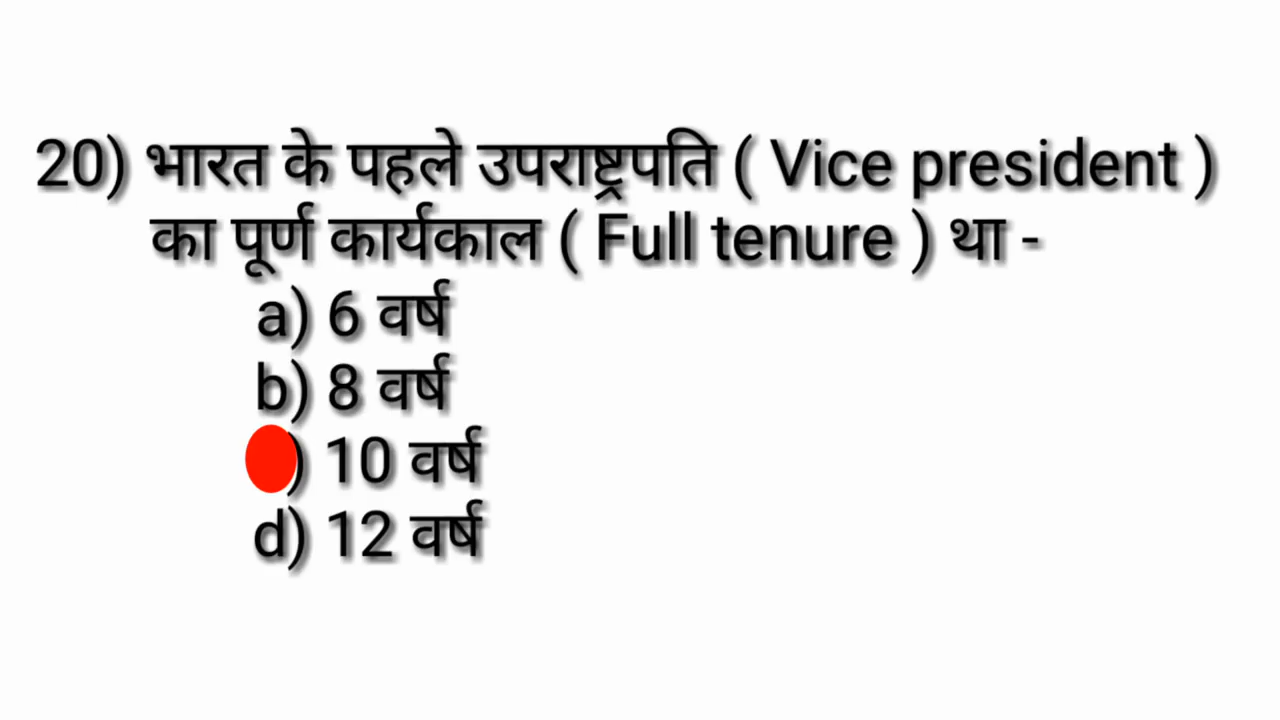 20) भारत के पहले उपराष्ट्रपति ( Vice president )
का पूर्ण कार्यकाल ( Full tenure ) था -
a) 6 वर्ष
b) 8 वर्ष
) 10 वर्ष
d) 12 वर्ष